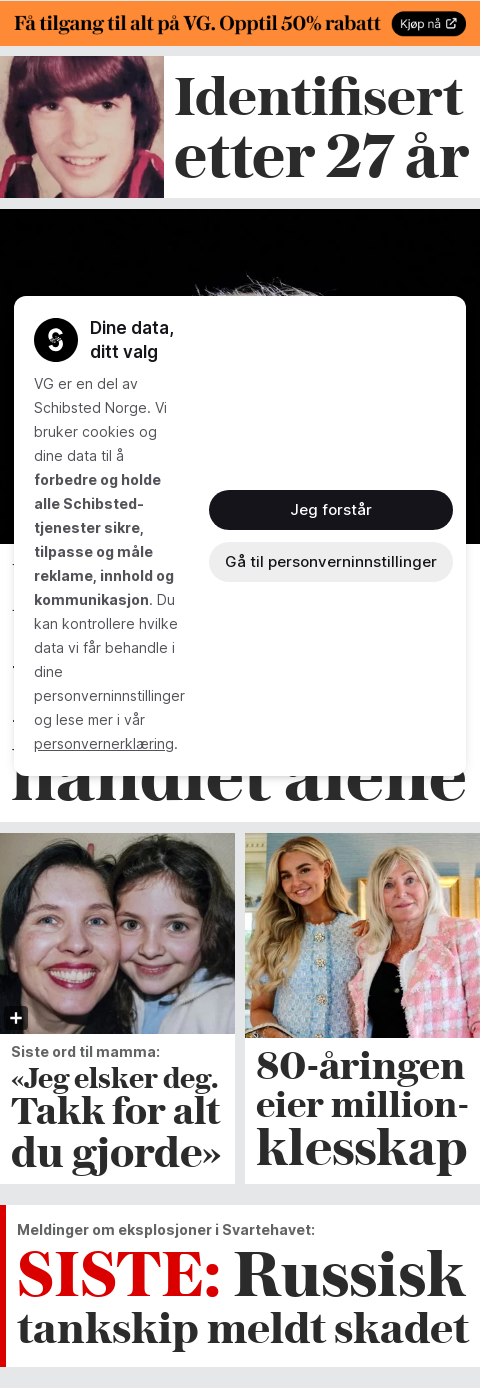 Få tilgang til alt på VG. Opptil 50% rabatt
Kjøp nå
Identifisert
etter 27 år
Dine data,
ditt valg
VG er en del av
Schibsted Norge. Vi
bruker cookies og
dine data til å
forbedre og holde
alle Schibsted-
tjenester sikre,
tilpasse og måle
reklame, innhold og
kommunikasjon. Du
kan kontrollere hvilke
data vi får behandle i
dine
personverninnstillinger
og lese mer i vår
personvernerklæring.
Jeg forstår
Gå til personverninnstillinger
handlet alene
Siste ord til mamma:
«Jeg elsker deg.
Takk for alt
du gjorde»
80-åringen
eier million-
klesskap
Meldinger om eksplosjoner i Svartehavet:
SISTE: Russisk
tankskip meldt skadet